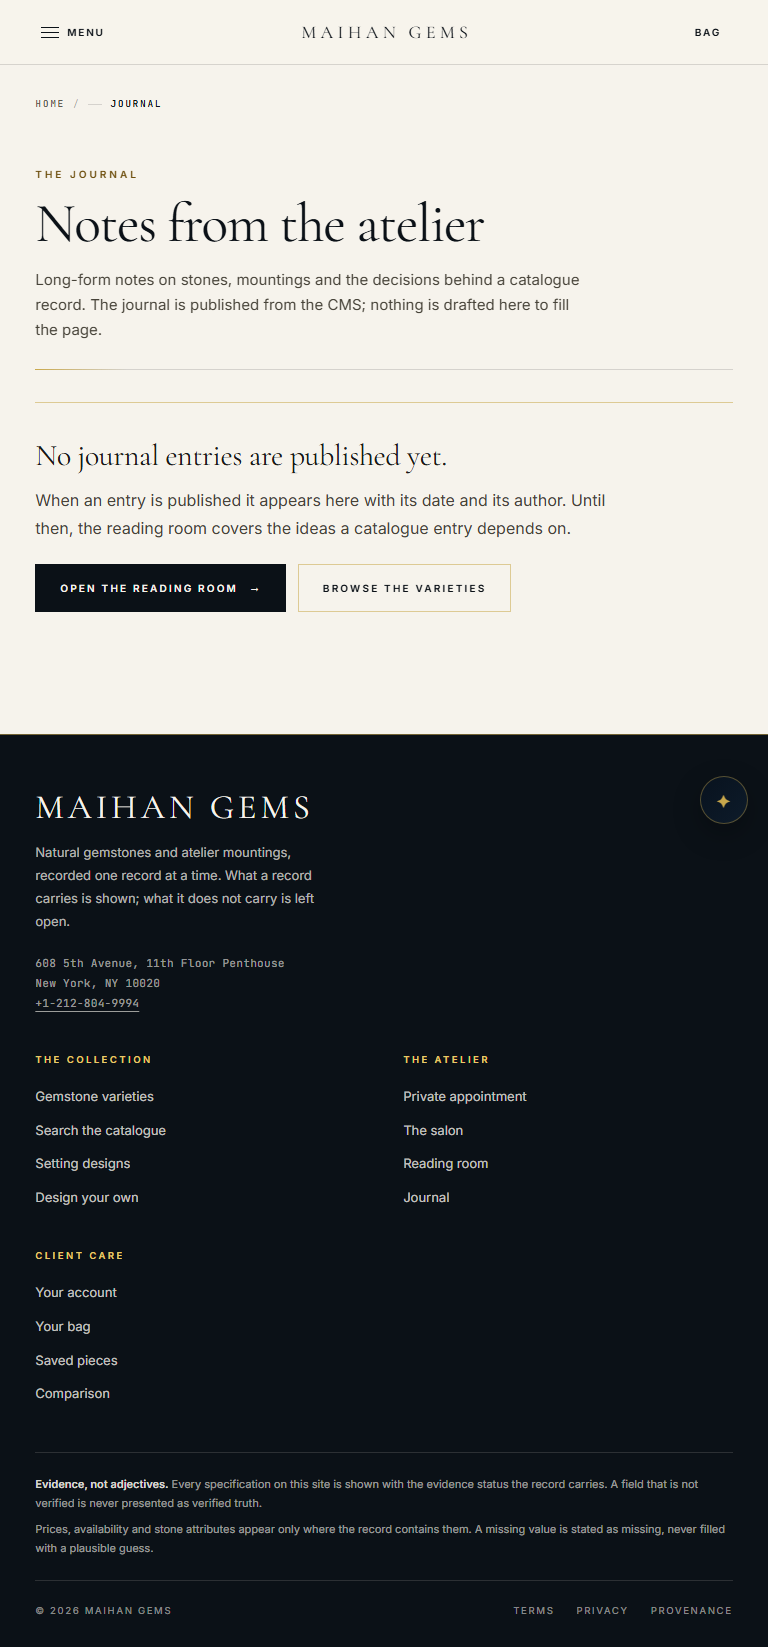 MENU
MAIHAN GEMS
BAG
HOME / — JOURNAL
THE JOURNAL
Notes from the atelier
Long-form notes on stones, mountings and the decisions behind a catalogue
record. The journal is published from the CMS; nothing is drafted here to fill
the page.
No journal entries are published yet.
When an entry is published it appears here with its date and its author. Until
then, the reading room covers the ideas a catalogue entry depends on.
OPEN THE READING ROOM →
BROWSE THE VARIETIES
MAIHAN GEMS
Natural gemstones and atelier mountings,
recorded one record at a time. What a record
carries is shown; what it does not carry is left
open.
608 5th Avenue, 11th Floor Penthouse
New York, NY 10020
+1-212-804-9994
THE COLLECTION
Gemstone varieties
Search the catalogue
Setting designs
Design your own
THE ATELIER
Private appointment
The salon
Reading room
Journal
CLIENT CARE
Your account
Your bag
Saved pieces
Comparison
Evidence, not adjectives. Every specification on this site is shown with the evidence status the record carries. A field that is not
verified is never presented as verified truth.
Prices, availability and stone attributes appear only where the record contains them. A missing value is stated as missing, never filled
with a plausible guess.
© 2026 MAIHAN GEMS
TERMS
PRIVACY
PROVENANCE